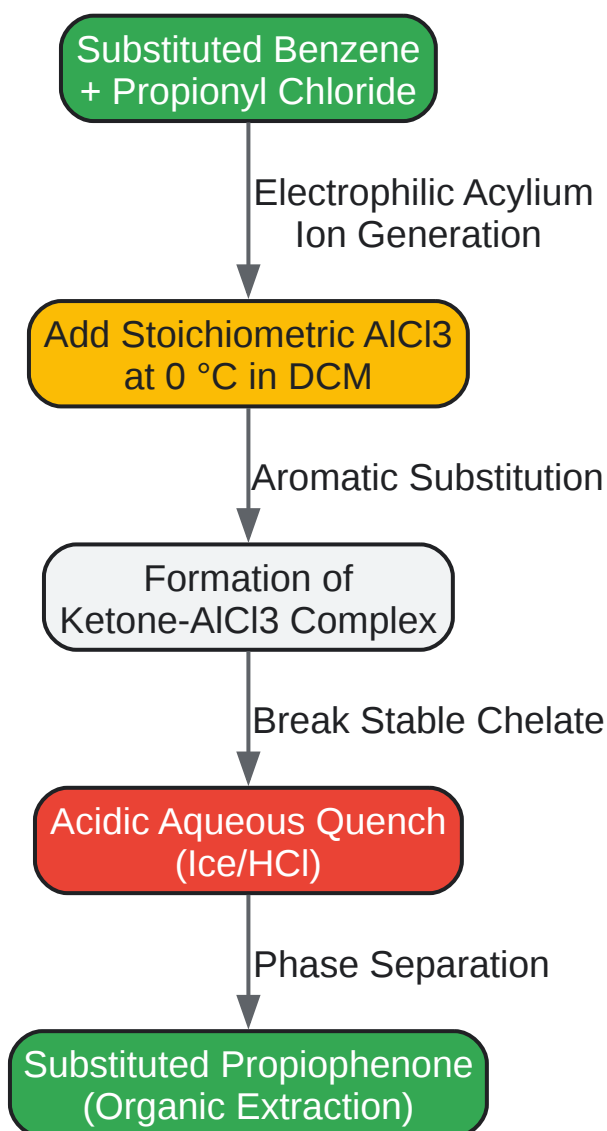 Substituted Benzene
+ Propionyl Chloride
Electrophilic Acylium
Ion Generation
Add Stoichiometric AlCl3
at 0 °C in DCM
Aromatic Substitution
Formation of
Ketone-AlCl3 Complex
Break Stable Chelate
Acidic Aqueous Quench
(Ice/HCl)
Phase Separation
Substituted Propiophenone
(Organic Extraction)